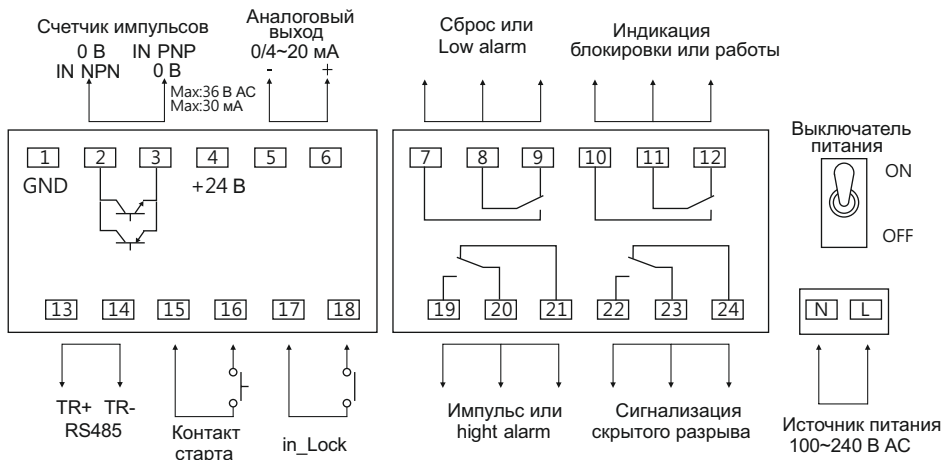 Счетчик импульсов
0 В IN PNP
IN NPN 0 В
Max:36 В AC
Max:30 мА
Аналоговый
выход
0/4~20 мА
- +
Сброс или
Low alarm
Индикация
блокировки или работы
1 2 3 4 5 6
GND +24 В
7 8 9 10 11 12
Выключатель
питания
ON
OFF
13 14 15 16 17 18
19 20 21 22 23 24
N L
TR+ TR-
RS485
Контакт
старта
in_Lock
Импульс или
hight alarm
Сигнализация
скрытого разрыва
Источник питания
100~240 В AC